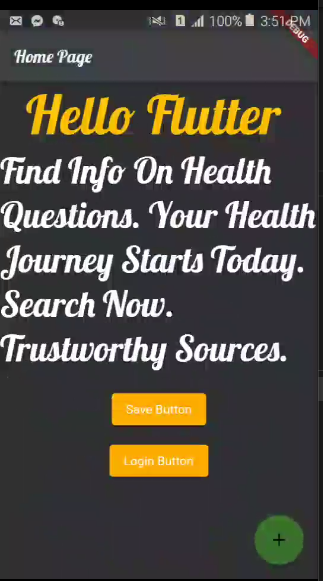 100% 3:51 PM
DEBUG
Home Page
Hello Flutter
Find Info On Health
Questions. Your Health
Journey Starts Today.
Search Now.
Trustworthy Sources.
Save Button
Login Button
+